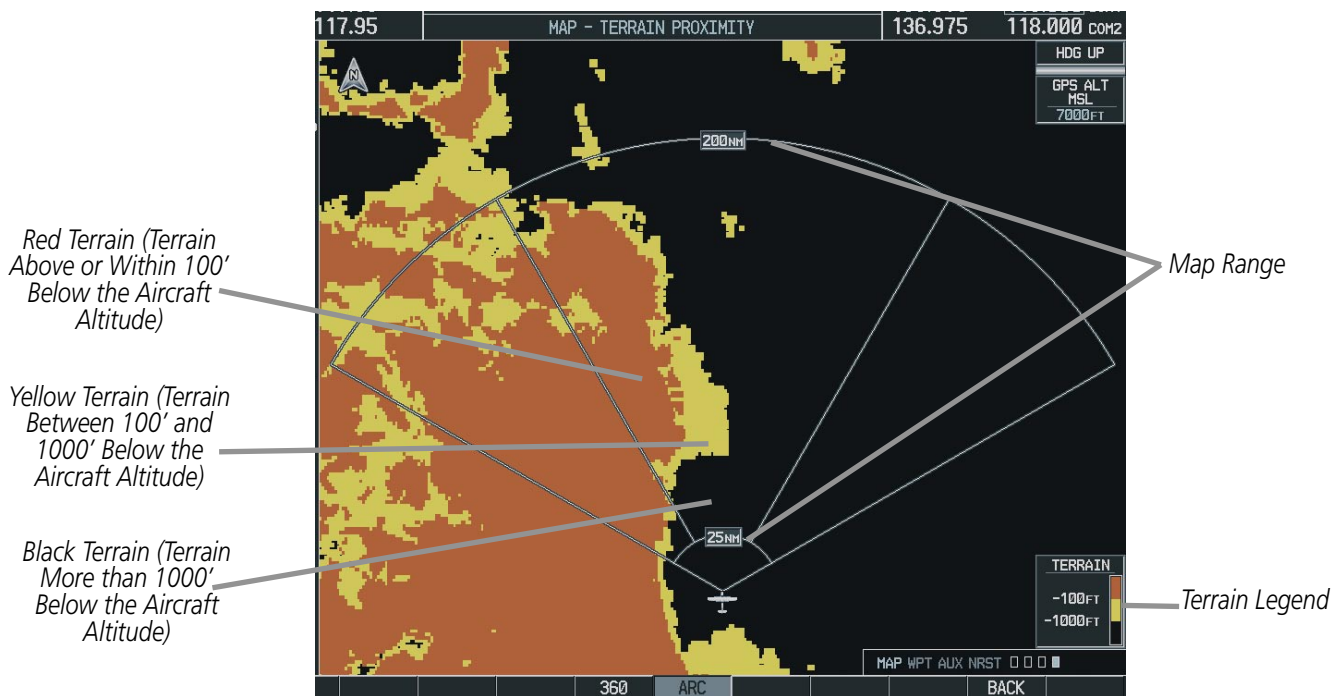 117.95
MAP - TERRAIN PROXIMITY
136.975
118.000 COM2
HDG UP
GPS ALT
MSL
7000FT
N
200NM
Red Terrain (Terrain
Above or Within 100’
Below the Aircraft
Altitude)
Map Range
Yellow Terrain (Terrain
Between 100’ and
1000’ Below the
Aircraft Altitude)
25NM
Black Terrain (Terrain
More than 1000’
Below the Aircraft
Altitude)
TERRAIN
-100FT
-1000FT
Terrain Legend
MAP WPT AUX NRST
360
ARC
BACK